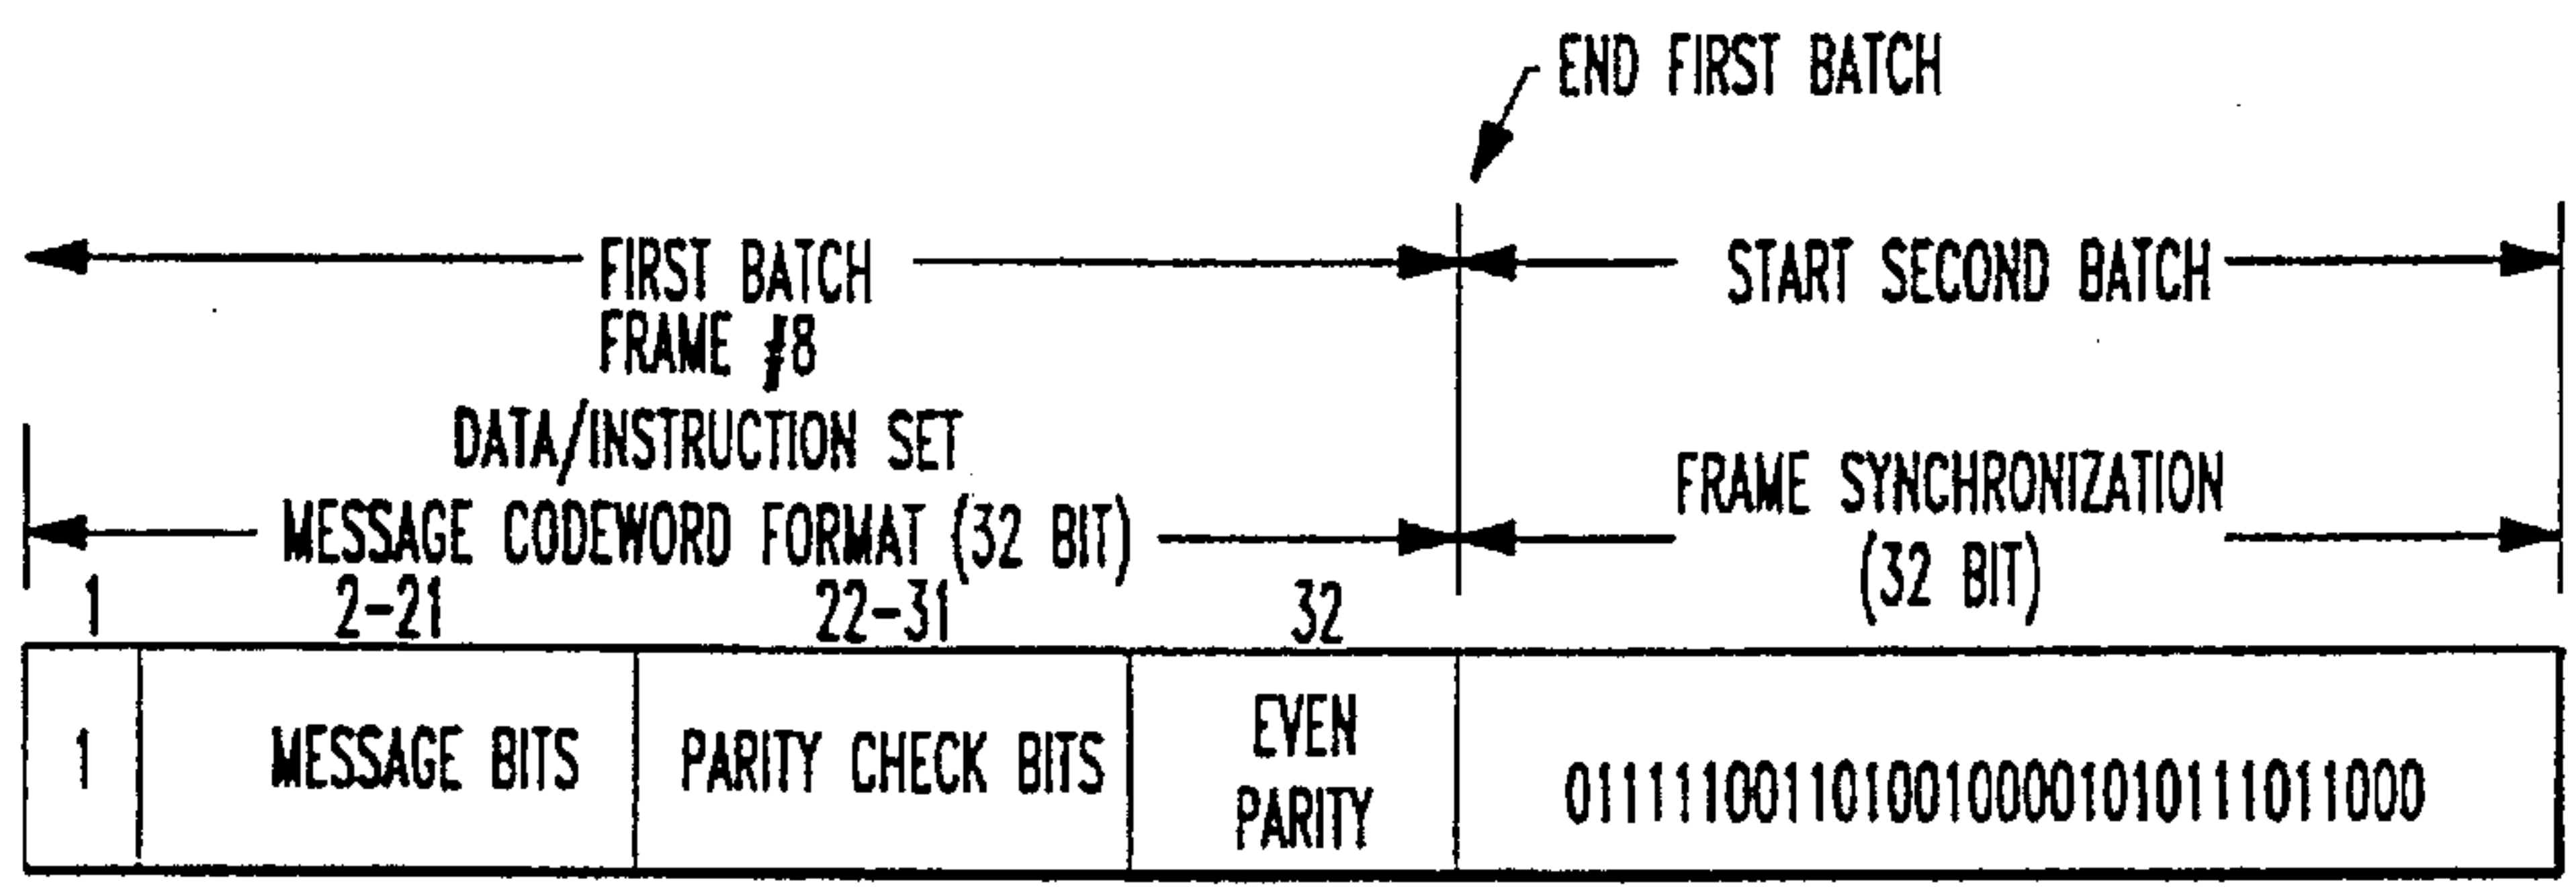 END FIRST BATCH
FIRST BATCH
START SECOND BATCH
FRAME #8
DATA/INSTRUCTION SET
MESSAGE CODEWORD FORMAT (32 BIT)
FRAME SYNCHRONIZATION
(32 BIT)
1 2-21 22-31 32
1 MESSAGE BITS PARITY CHECK BITS EVEN
PARITY
01111100110100100001010111011000